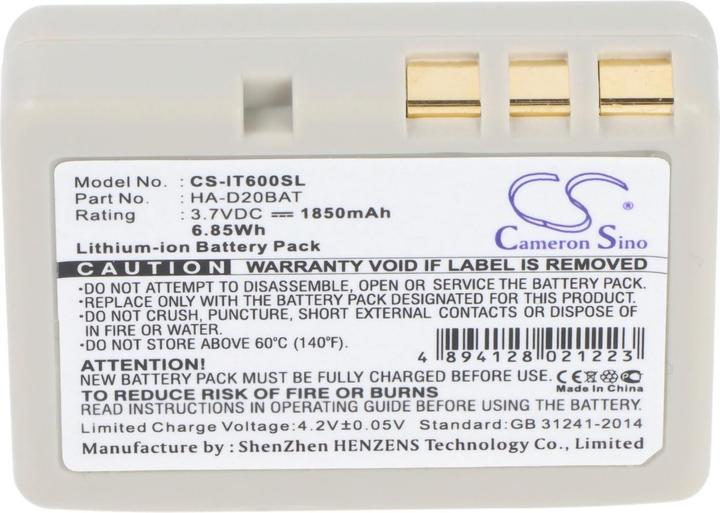 Model No. : CS-IT600SL
Part No. : HA-D20BAT
Rating : 3.7VDC ⎓ 1850mAh
6.85Wh
Lithium-ion Battery Pack
CS
Cameron Sino
CAUTION WARRANTY VOID IF LABEL IS REMOVED
•DO NOT ATTEMPT TO DISASSEMBLE, OPEN OR SERVICE BATTERY PACK.
•REPLACE ONLY WITH THE BATTERY DESIGNATED FOR THIS PRODUCT.
•DO NOT CRUSH, PUNCTURE, SHORT EXTERNAL CONTACTS OR DISPOSE OF
IN FIRE OR WATER.
•DO NOT STORE ABOVE 60°C (140°F).
4 894128 021223
ATTENTION!
NEW BATTERY PACK MUST BE FULLY CHARGED BEFORE USE.
CE
Made In China
TO REDUCE RISK OF FIRE OR BURNS
READ INSTRUCTIONS IN OPERATING GUIDE BEFORE USING BATTERY PACK
Limited Charge Voltage:4.2V±0.05V Standard:GB 31241-2014
Manufacture by : ShenZhen HENZENS Technology Co., Limited